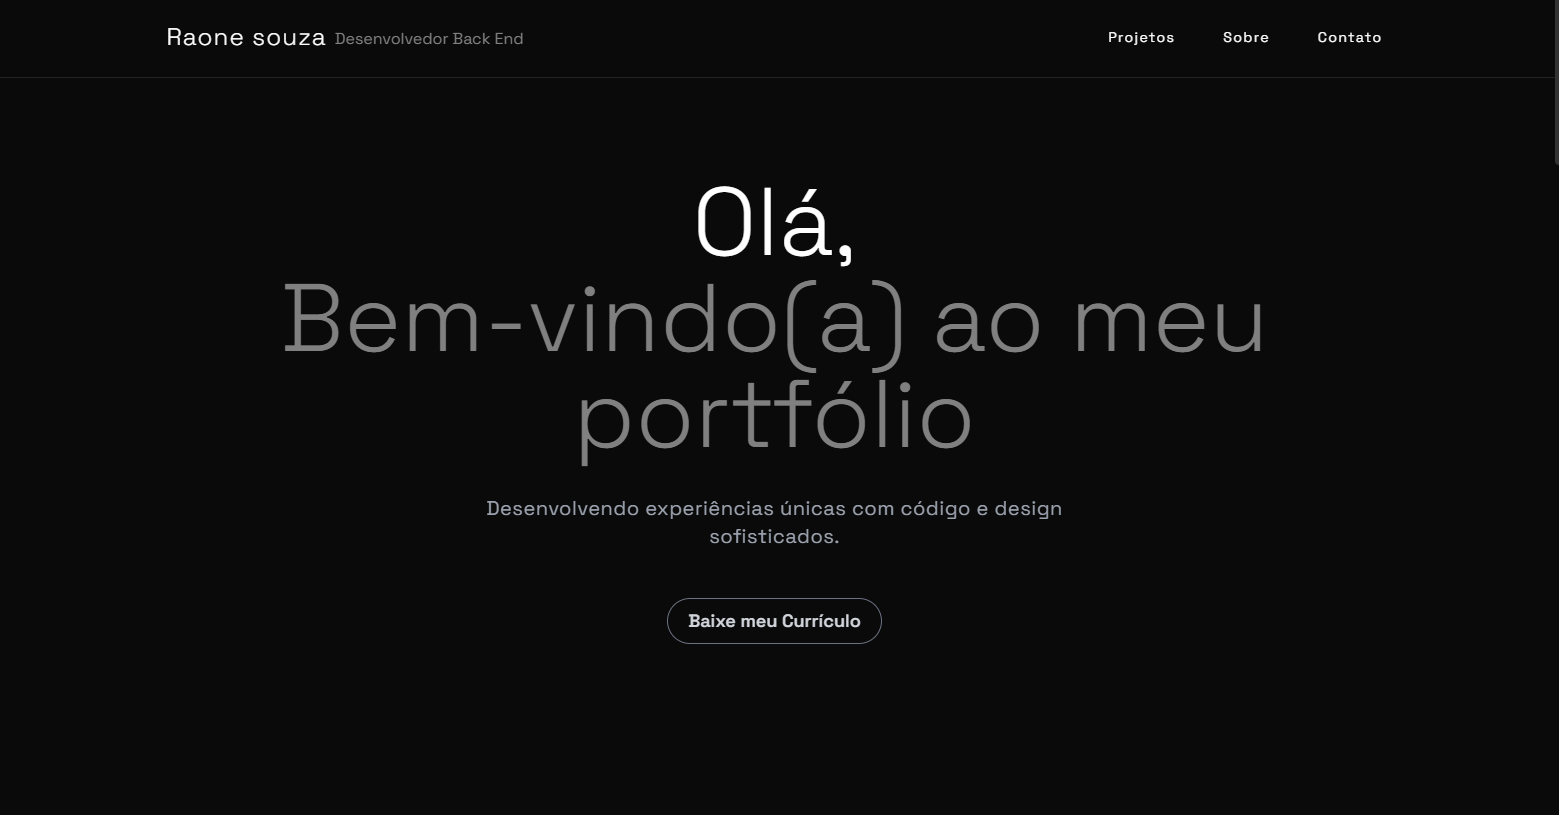 Raone souza Desenvolvedor Back End
Projetos Sobre Contato
Olá,
Bem-vindo(a) ao meu
portfólio
Desenvolvendo experiências únicas com código e design
sofisticados.
Baixe meu Currículo